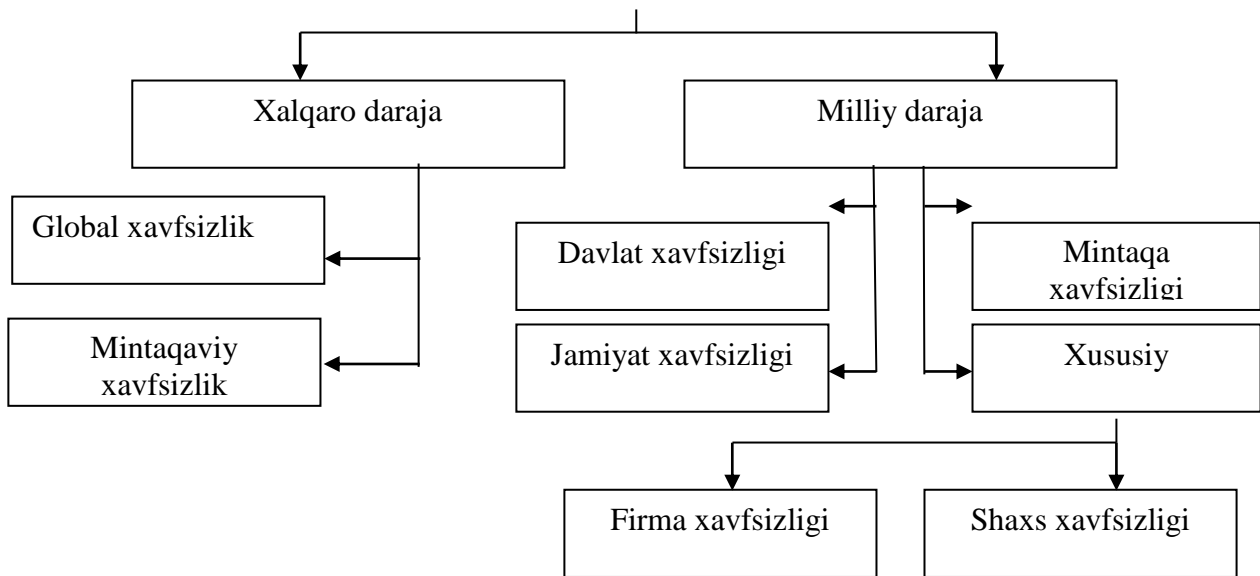 Xalqaro daraja
Milliy daraja
Global xavfsizlik
Mintaqaviy
xavfsizlik
Davlat xavfsizligi
Mintaqa
xavfsizligi
Jamiyat xavfsizligi
Xususiy
Firma xavfsizligi
Shaxs xavfsizligi